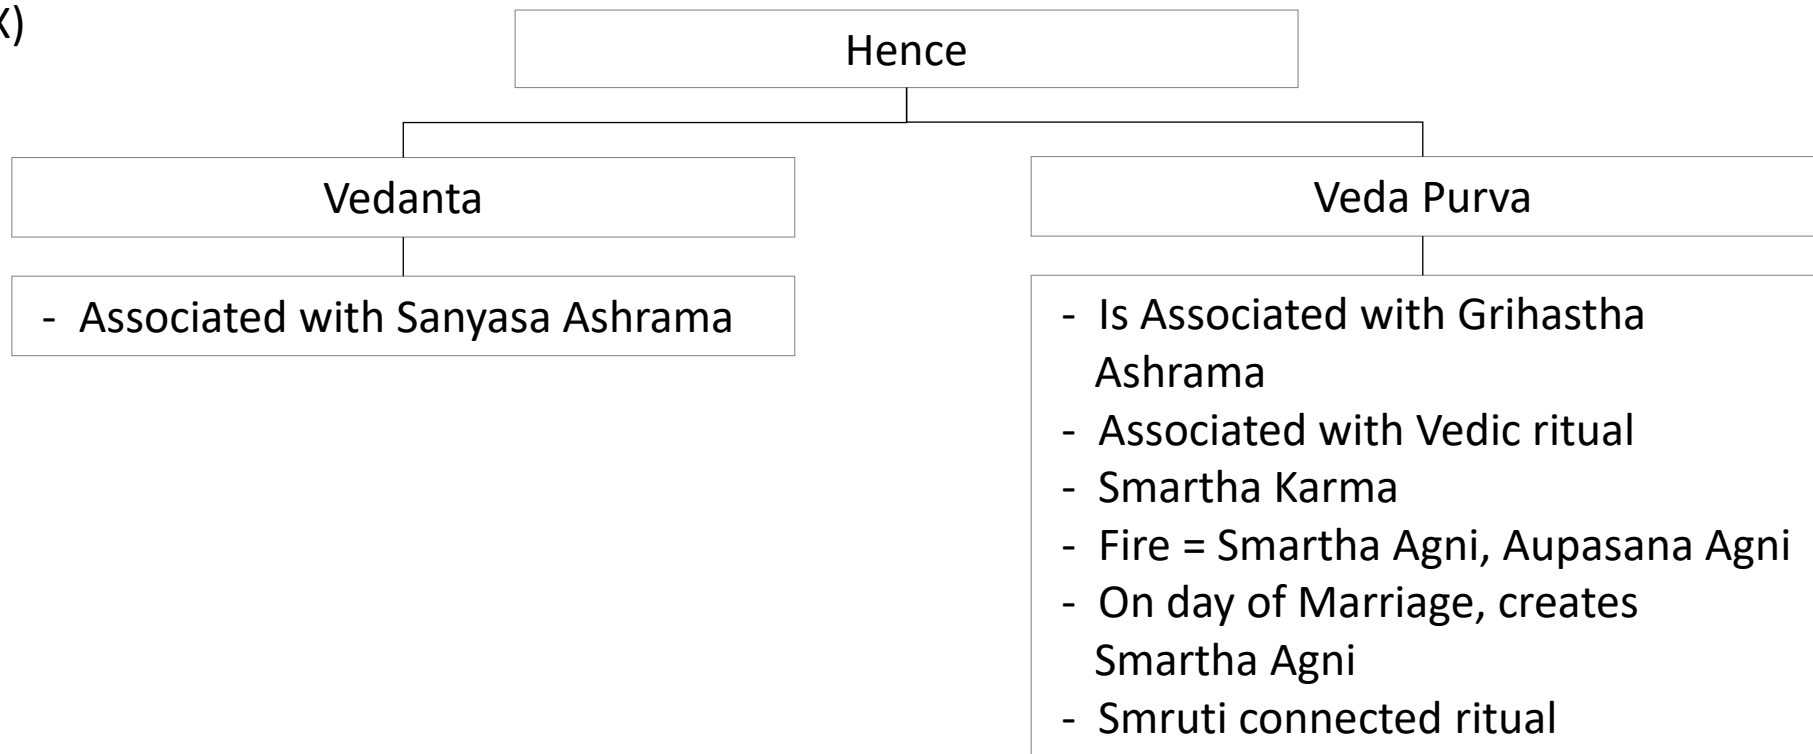 X)
Hence
Vedanta
Veda Purva
- Associated with Sanyasa Ashrama
- Is Associated with Grihastha
Ashrama
- Associated with Vedic ritual
- Smartha Karma
- Fire = Smartha Agni, Aupasana Agni
- On day of Marriage, creates
Smartha Agni
- Smruti connected ritual